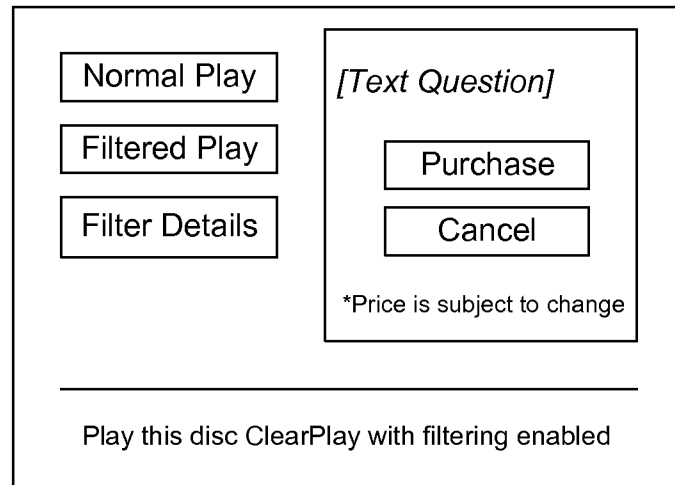 Normal Play
Filtered Play
Filter Details
[Text Question]
Purchase
Cancel
*Price is subject to change
Play this disc ClearPlay with filtering enabled